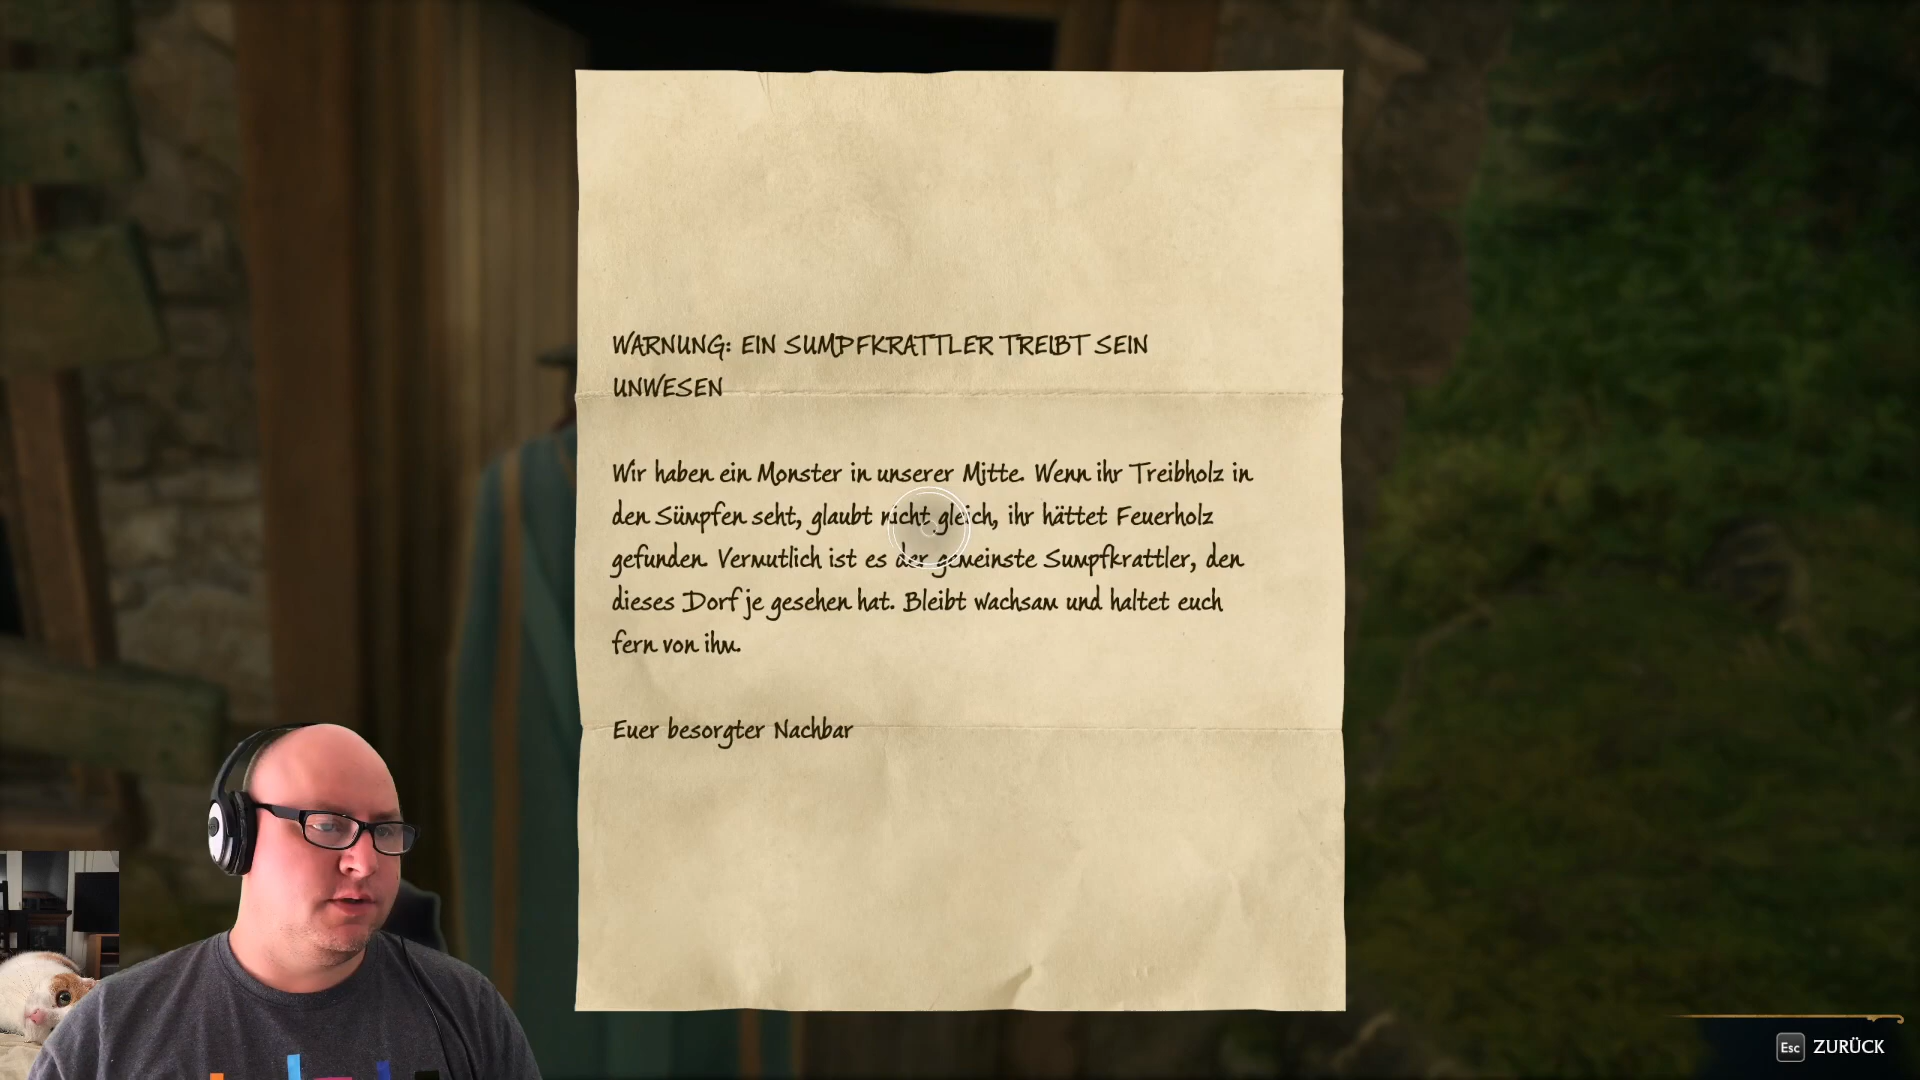 WARNUNG: EIN SUMPFKRATTLER TREIBT SEIN
UNWESEN
Wir haben ein Monster in unserer Mitte. Wenn ihr Treibholz in
den Sümpfen seht, glaubt nicht gleich, ihr hättet Feuerholz
gefunden. Vermutlich ist es der gemeinste Sumpfkrattler, den
dieses Dorf je gesehen hat. Bleibt wachsam und haltet euch
fern von ihm.
Euer besorgter Nachbar
Esc ZURÜCK